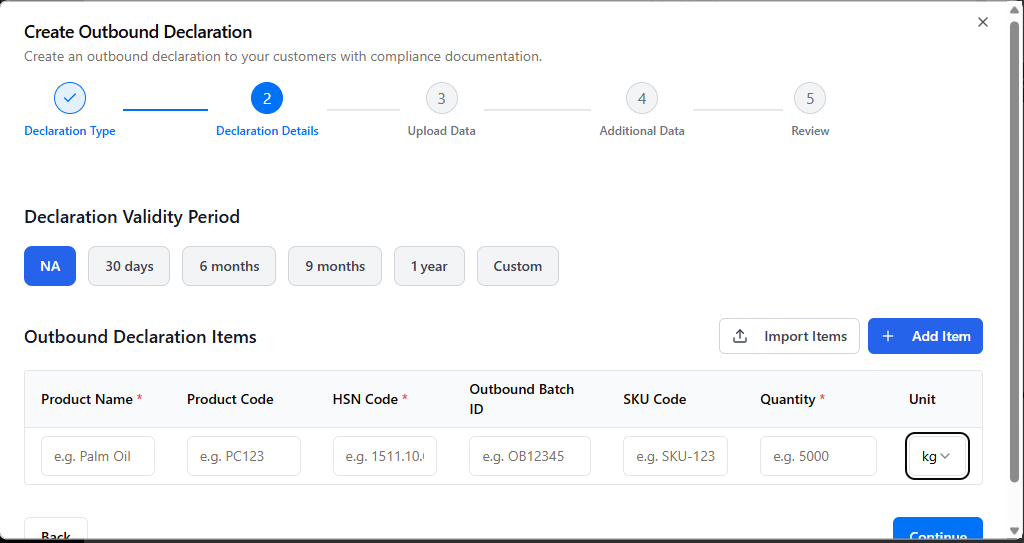 Create Outbound Declaration
Create an outbound declaration to your customers with compliance documentation.
2
3
4
5
Declaration Type
Declaration Details
Upload Data
Additional Data
Review
Declaration Validity Period
NA
30 days
6 months
9 months
1 year
Custom
Outbound Declaration Items
Import Items
+ Add Item
Product Name *
Product Code
HSN Code *
Outbound Batch
ID
SKU Code
Quantity *
Unit
e.g. Palm Oil
e.g. PC123
e.g. 1511.10.
e.g. OB12345
e.g. SKU-123
e.g. 5000
kg
Back
Continue